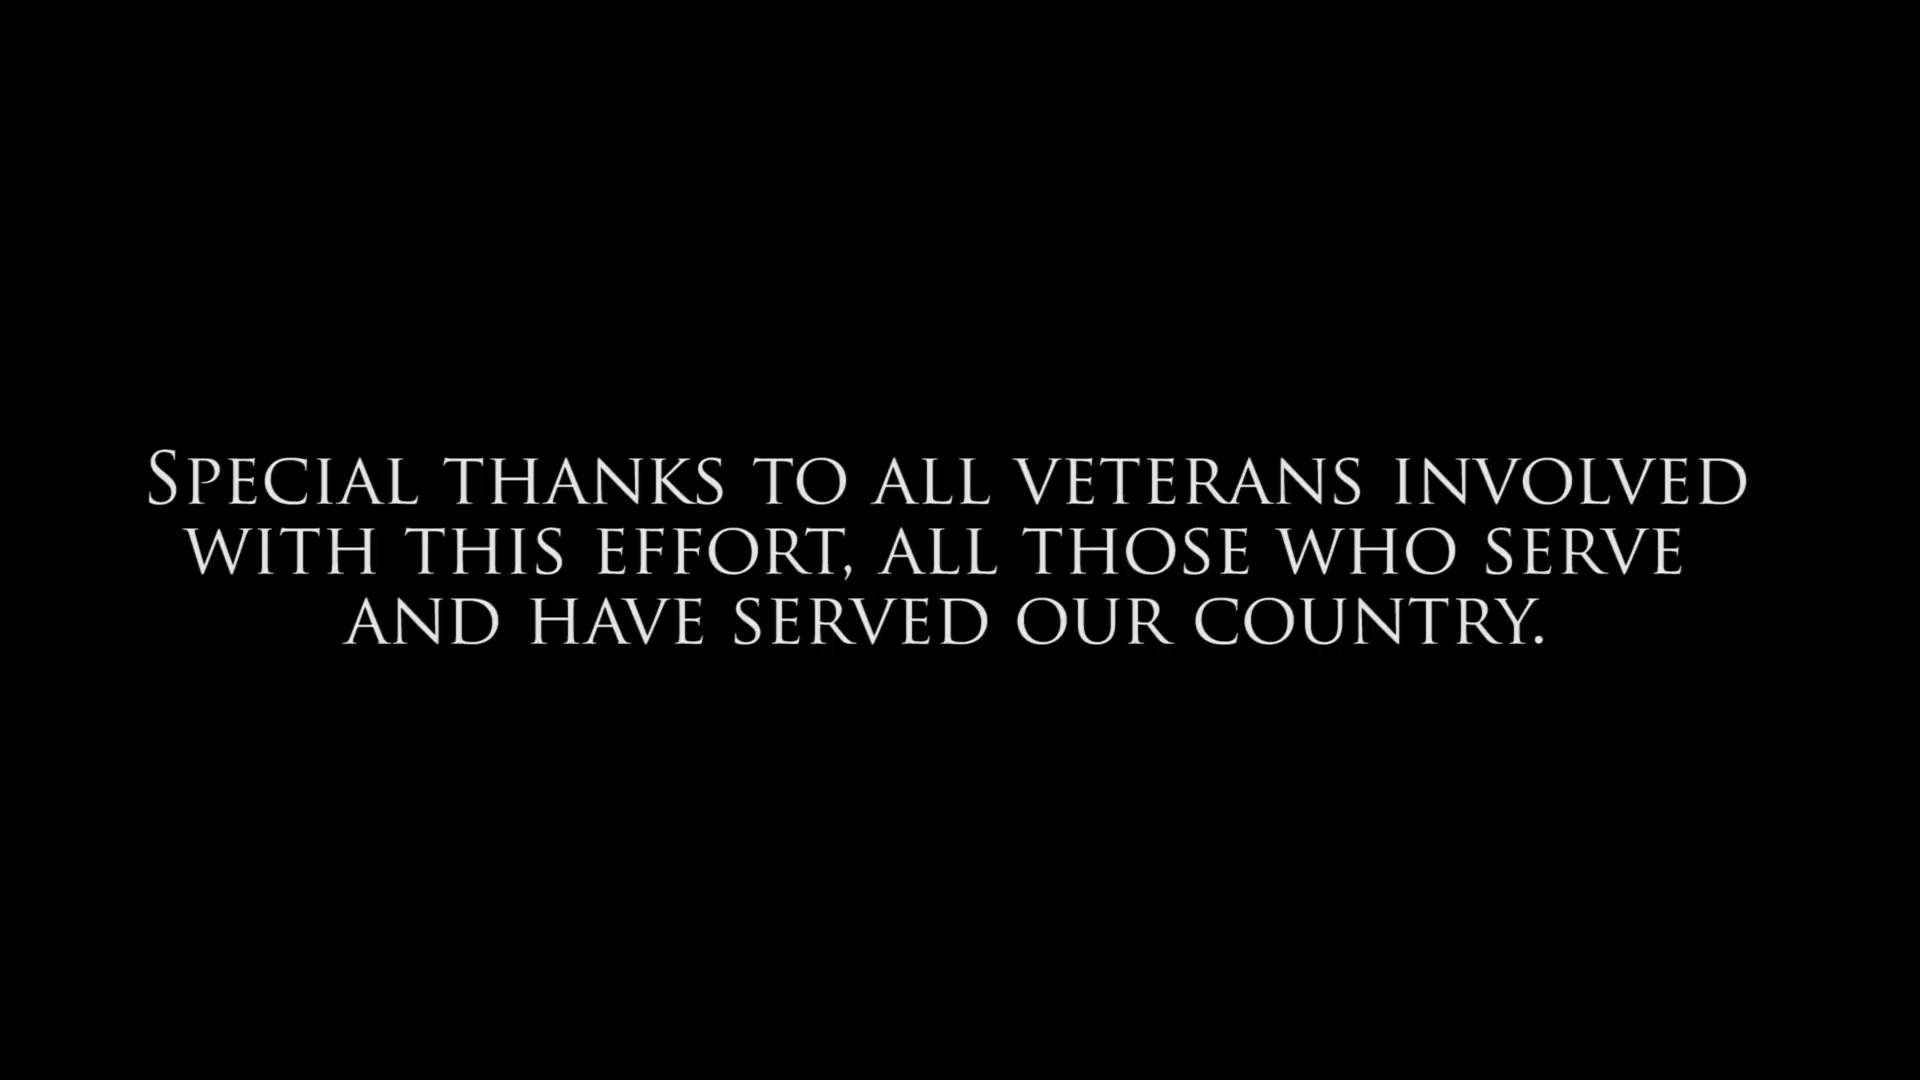 Special thanks to all veterans involved
with this effort, all those who serve
and have served our country.